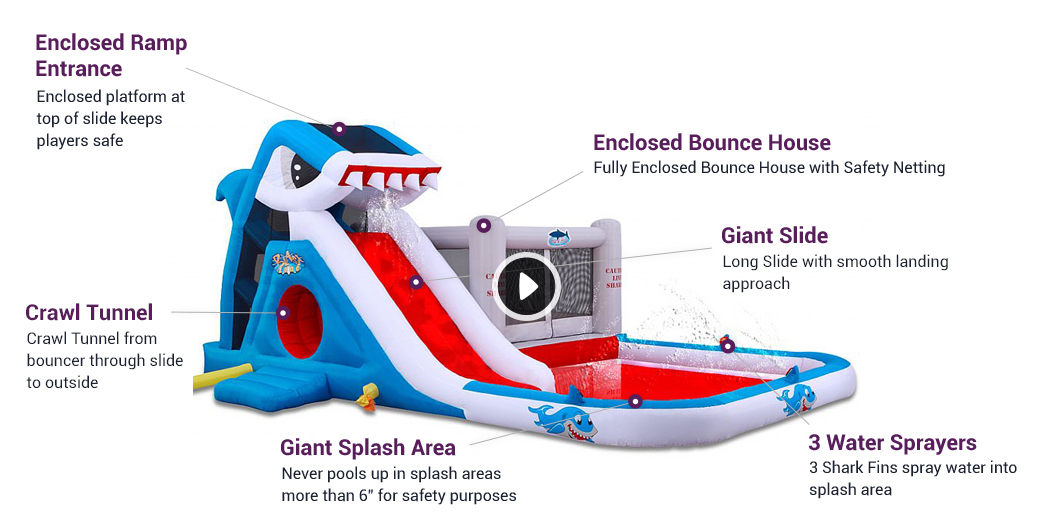 Enclosed Ramp
Entrance
Enclosed platform at
top of slide keeps
players safe
Enclosed Bounce House
Fully Enclosed Bounce House with Safety Netting
Giant Slide
Long Slide with smooth landing
approach
Crawl Tunnel
Crawl Tunnel from
bouncer through slide
to outside
Giant Splash Area
Never pools up in splash areas
more than 6” for safety purposes
3 Water Sprayers
3 Shark Fins spray water into
splash area